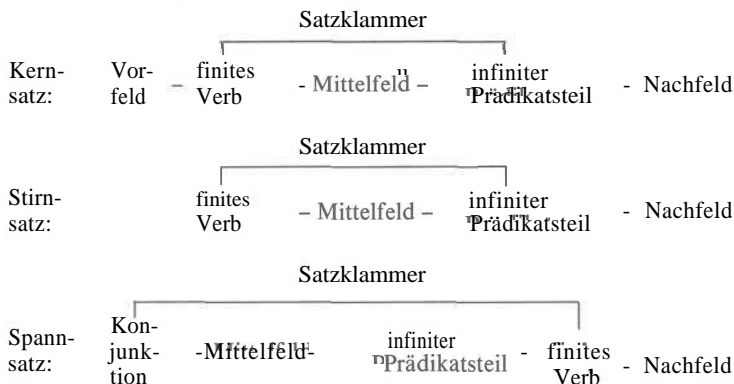 Satzklammer
Kern- Vor- finites infiniter
satz: feld – Verb - Mittelfeld – Prädikatsteil - Nachfeld
Satzklammer
Stirn- finites infiniter
satz: Verb – Mittelfeld – Prädikatsteil - Nachfeld
Satzklammer
Kon-
Spann- junk- -Mittelfeld- infiniter - finites
satz: tion Prädikatsteil Verb - Nachfeld